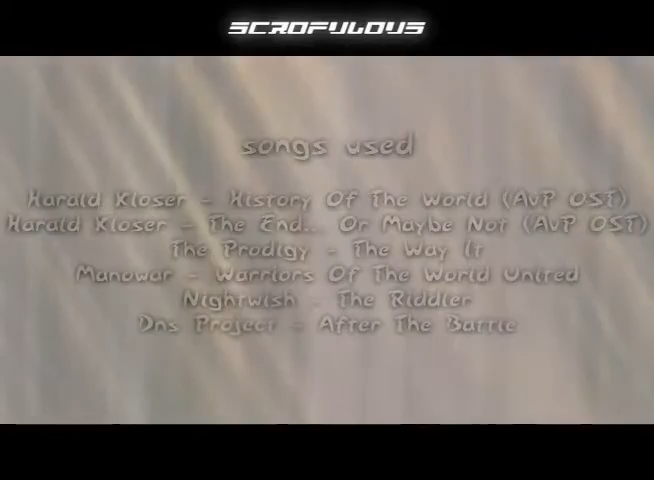 SCROFULOUS
songs used
Harald Kloser - History Of The World (AvP OST)
Harald Kloser - The End... Or Maybe Not (AvP OST)
The Prodigy - The Way It
Manowar - Warriors Of The World United
Nightwish - The Riddler
Dns Project - After The Battle